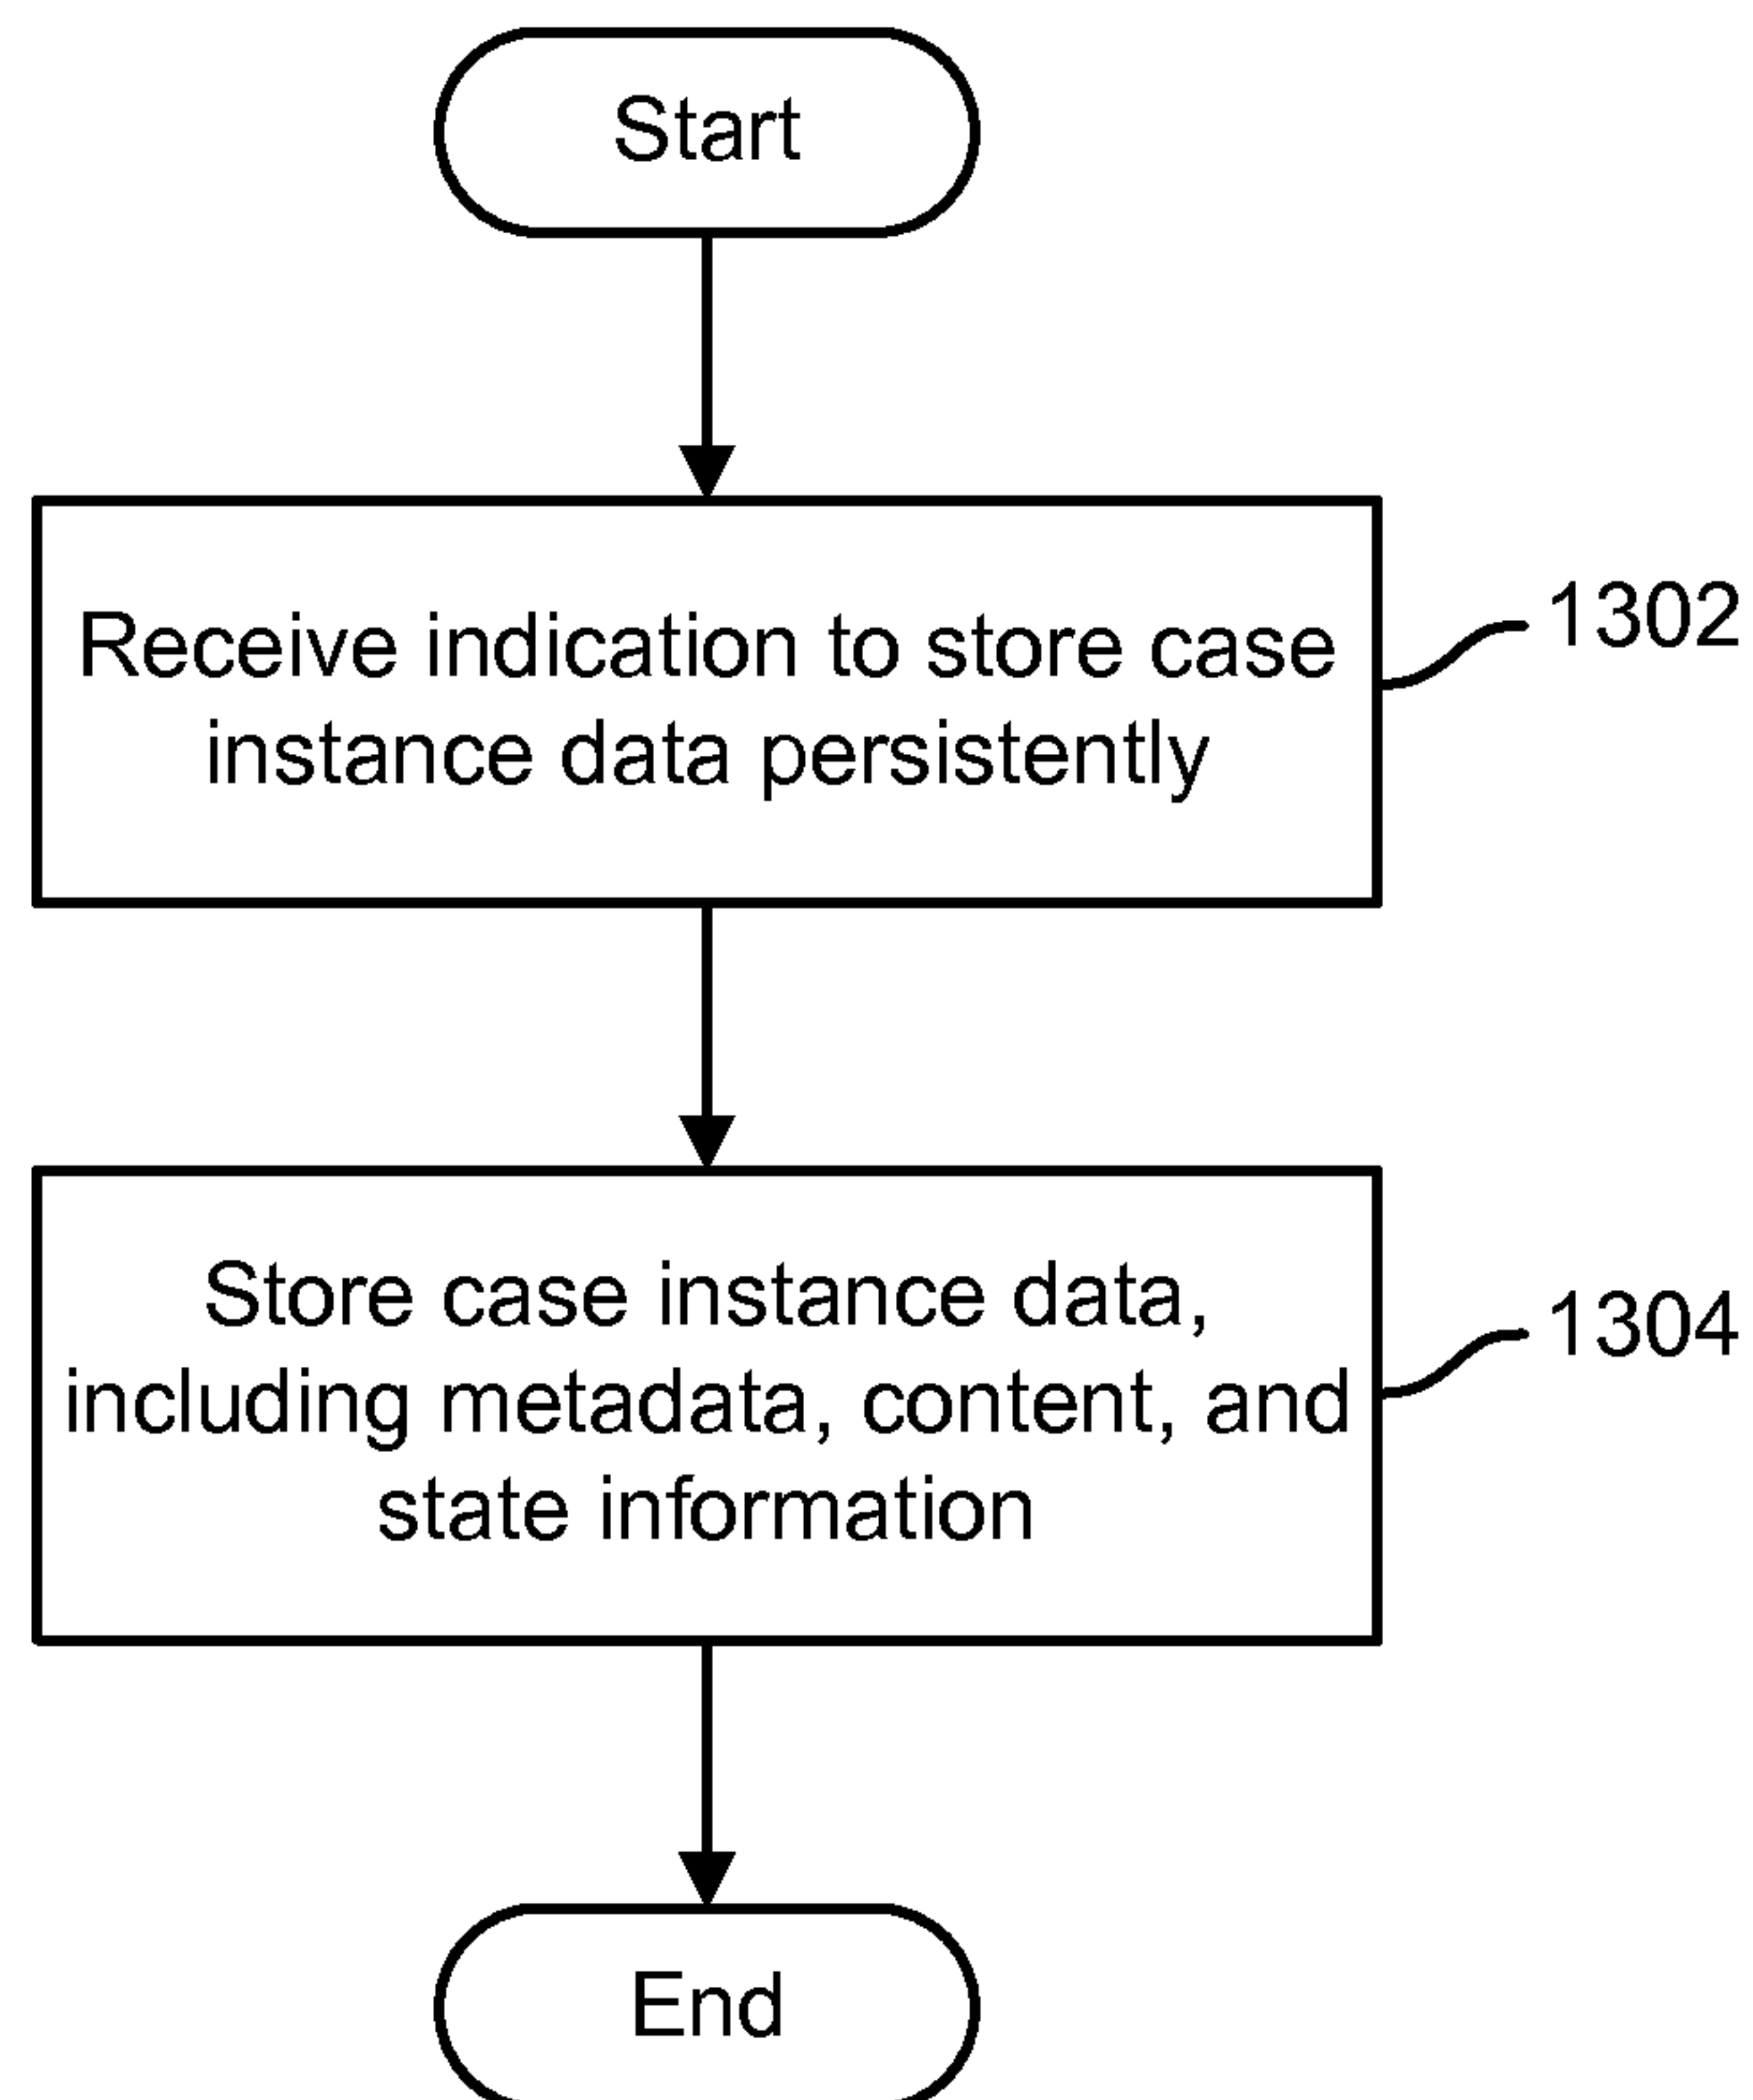 Start
Receive indication to store case
instance data persistently
1302
Store case instance data,
including metadata, content, and
state information
1304
End